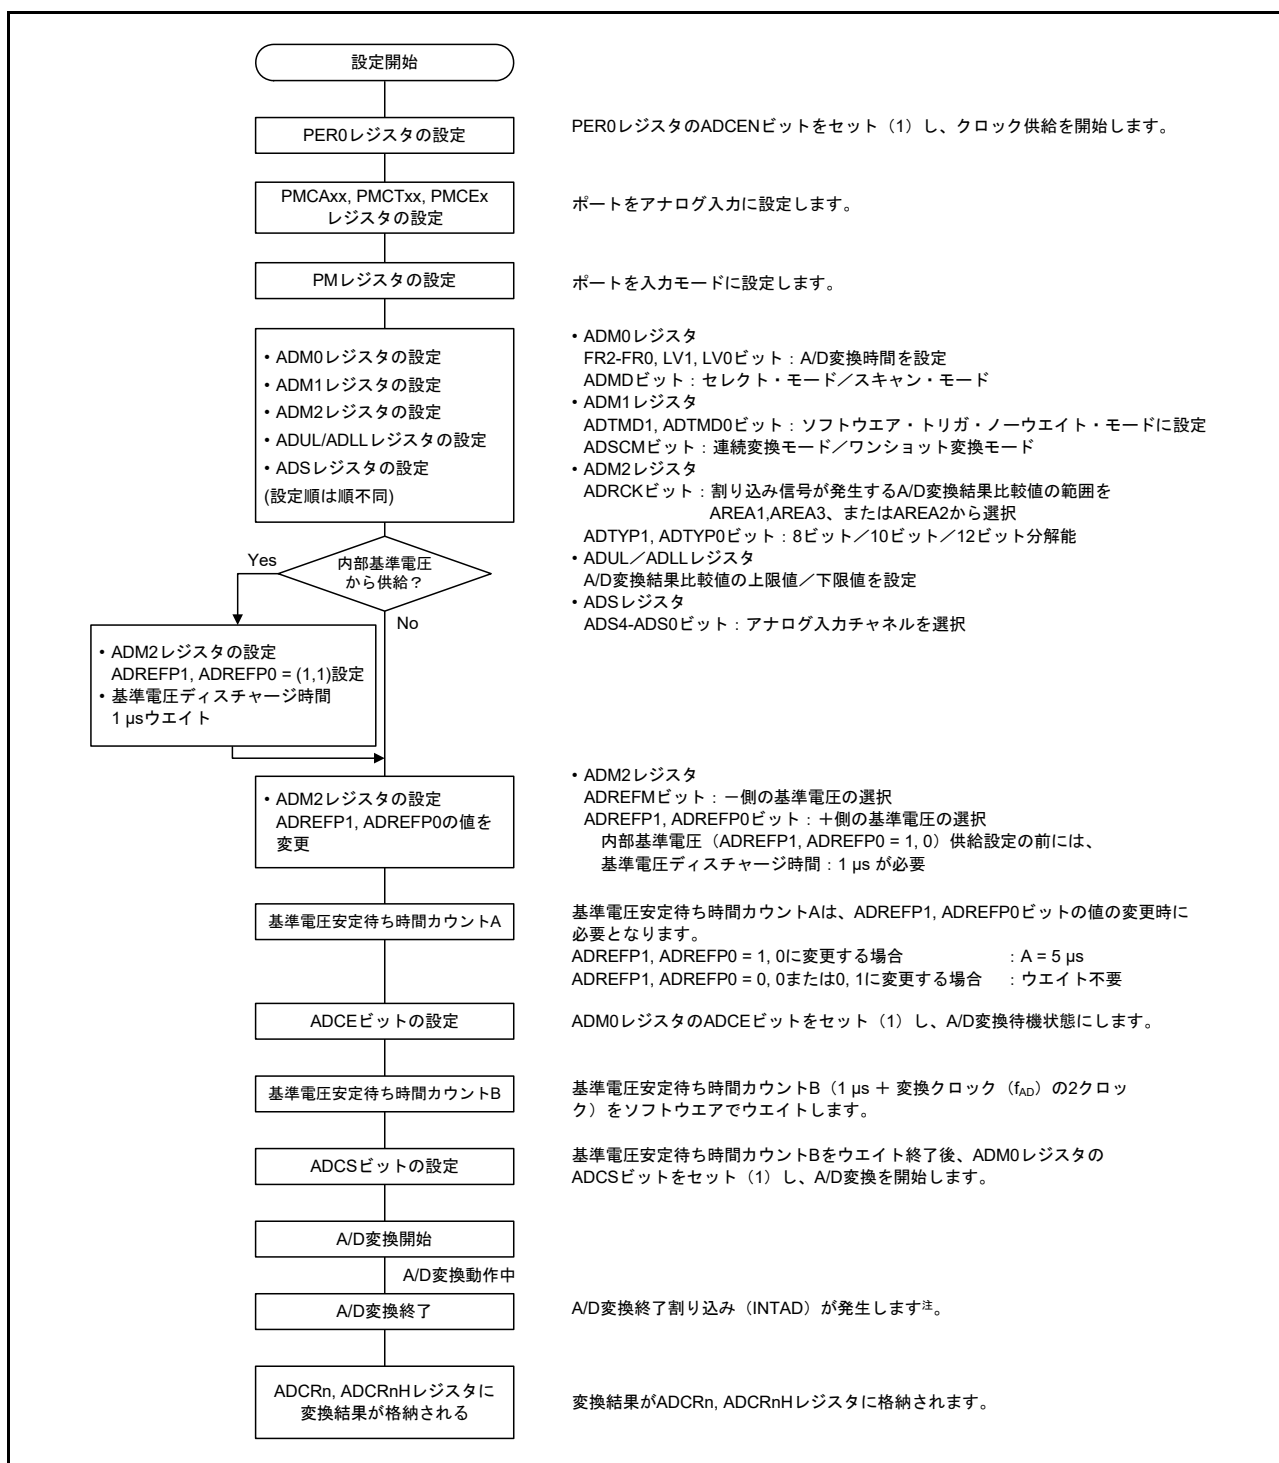 設定開始
PER0レジスタの設定
PER0レジスタのADCENビットをセット（1）し、クロック供給を開始します。
PMCAxx, PMCTxx, PMCEx
レジスタの設定
ポートをアナログ入力に設定します。
PMレジスタの設定
ポートを入力モードに設定します。
• ADM0レジスタの設定
• ADM1レジスタの設定
• ADM2レジスタの設定
• ADUL/ADLLレジスタの設定
• ADSレジスタの設定
(設定順は順不同)
• ADM0レジスタ
FR2-FR0, LV1, LV0ビット：A/D変換時間を設定
ADMDビット：セレクト・モード／スキャン・モード
• ADM1レジスタ
ADTMD1, ADTMD0ビット：ソフトウエア・トリガ・ノーウエイト・モードに設定
ADSCMビット：連続変換モード／ワンショット変換モード
• ADM2レジスタ
ADRCKビット：割り込み信号が発生するA/D変換結果比較値の範囲を
AREA1,AREA3、またはAREA2から選択
ADTYP1, ADTYP0ビット：8ビット／10ビット／12ビット分解能
• ADUL／ADLLレジスタ
A/D変換結果比較値の上限値／下限値を設定
• ADSレジスタ
ADS4-ADS0ビット：アナログ入力チャネルを選択
内部基準電圧
から供給？
Yes
No
• ADM2レジスタの設定
ADREFP1, ADREFP0 = (1,1)設定
• 基準電圧ディスチャージ時間
1 µsウエイト
• ADM2レジスタの設定
ADREFP1, ADREFP0の値を
変更
• ADM2レジスタ
ADREFMビット：－側の基準電圧の選択
ADREFP1, ADREFP0ビット：＋側の基準電圧の選択
内部基準電圧（ADREFP1, ADREFP0 = 1, 0）供給設定の前には、
基準電圧ディスチャージ時間：1 µs が必要
基準電圧安定待ち時間カウントA
基準電圧安定待ち時間カウントAは、ADREFP1, ADREFP0ビットの値の変更時に
必要となります。
ADREFP1, ADREFP0 = 1, 0に変更する場合 ：A = 5 µs
ADREFP1, ADREFP0 = 0, 0または0, 1に変更する場合 ：ウエイト不要
ADCEビットの設定
ADM0レジスタのADCEビットをセット（1）し、A/D変換待機状態にします。
基準電圧安定待ち時間カウントB
基準電圧安定待ち時間カウントB（1 µs ＋ 変換クロック（fAD）の2クロッ
ク）をソフトウエアでウエイトします。
ADCSビットの設定
基準電圧安定待ち時間カウントBをウエイト終了後、ADM0レジスタの
ADCSビットをセット（1）し、A/D変換を開始します。
A/D変換開始
A/D変換動作中
A/D変換終了
A/D変換終了割り込み（INTAD）が発生します注。
ADCRn, ADCRnHレジスタに
変換結果が格納される
変換結果がADCRn, ADCRnHレジスタに格納されます。